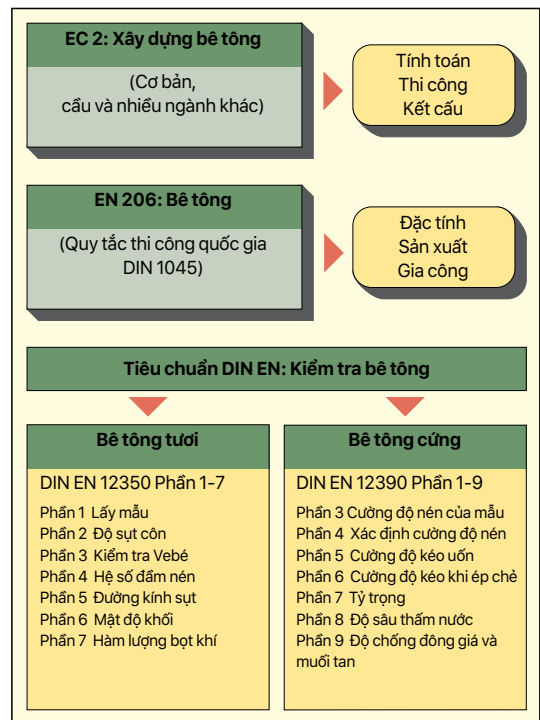 EC 2: Xây dựng bê tông
(Cơ bản,
cầu và nhiều ngành khác)
Tính toán
Thi công
Kết cấu
EN 206: Bê tông
(Quy tắc thi công quốc gia
DIN 1045)
Đặc tính
Sản xuất
Gia công
Tiêu chuẩn DIN EN: Kiểm tra bê tông
Bê tông tươi
DIN EN 12350 Phần 1-7
Phần 1 Lấy mẫu
Phần 2 Độ sụt côn
Phần 3 Kiểm tra Vebé
Phần 4 Hệ số đầm nén
Phần 5 Đường kính sụt
Phần 6 Mật độ khối
Phần 7 Hàm lượng bọt khí
Bê tông cứng
DIN EN 12390 Phần 1-9
Phần 3 Cường độ nén của mẫu
Phần 4 Xác định cường độ nén
Phần 5 Cường độ kéo uốn
Phần 6 Cường độ kéo khi ép chẻ
Phần 7 Tỷ trọng
Phần 8 Độ sâu thấm nước
Phần 9 Độ chống đông giá và
muối tan